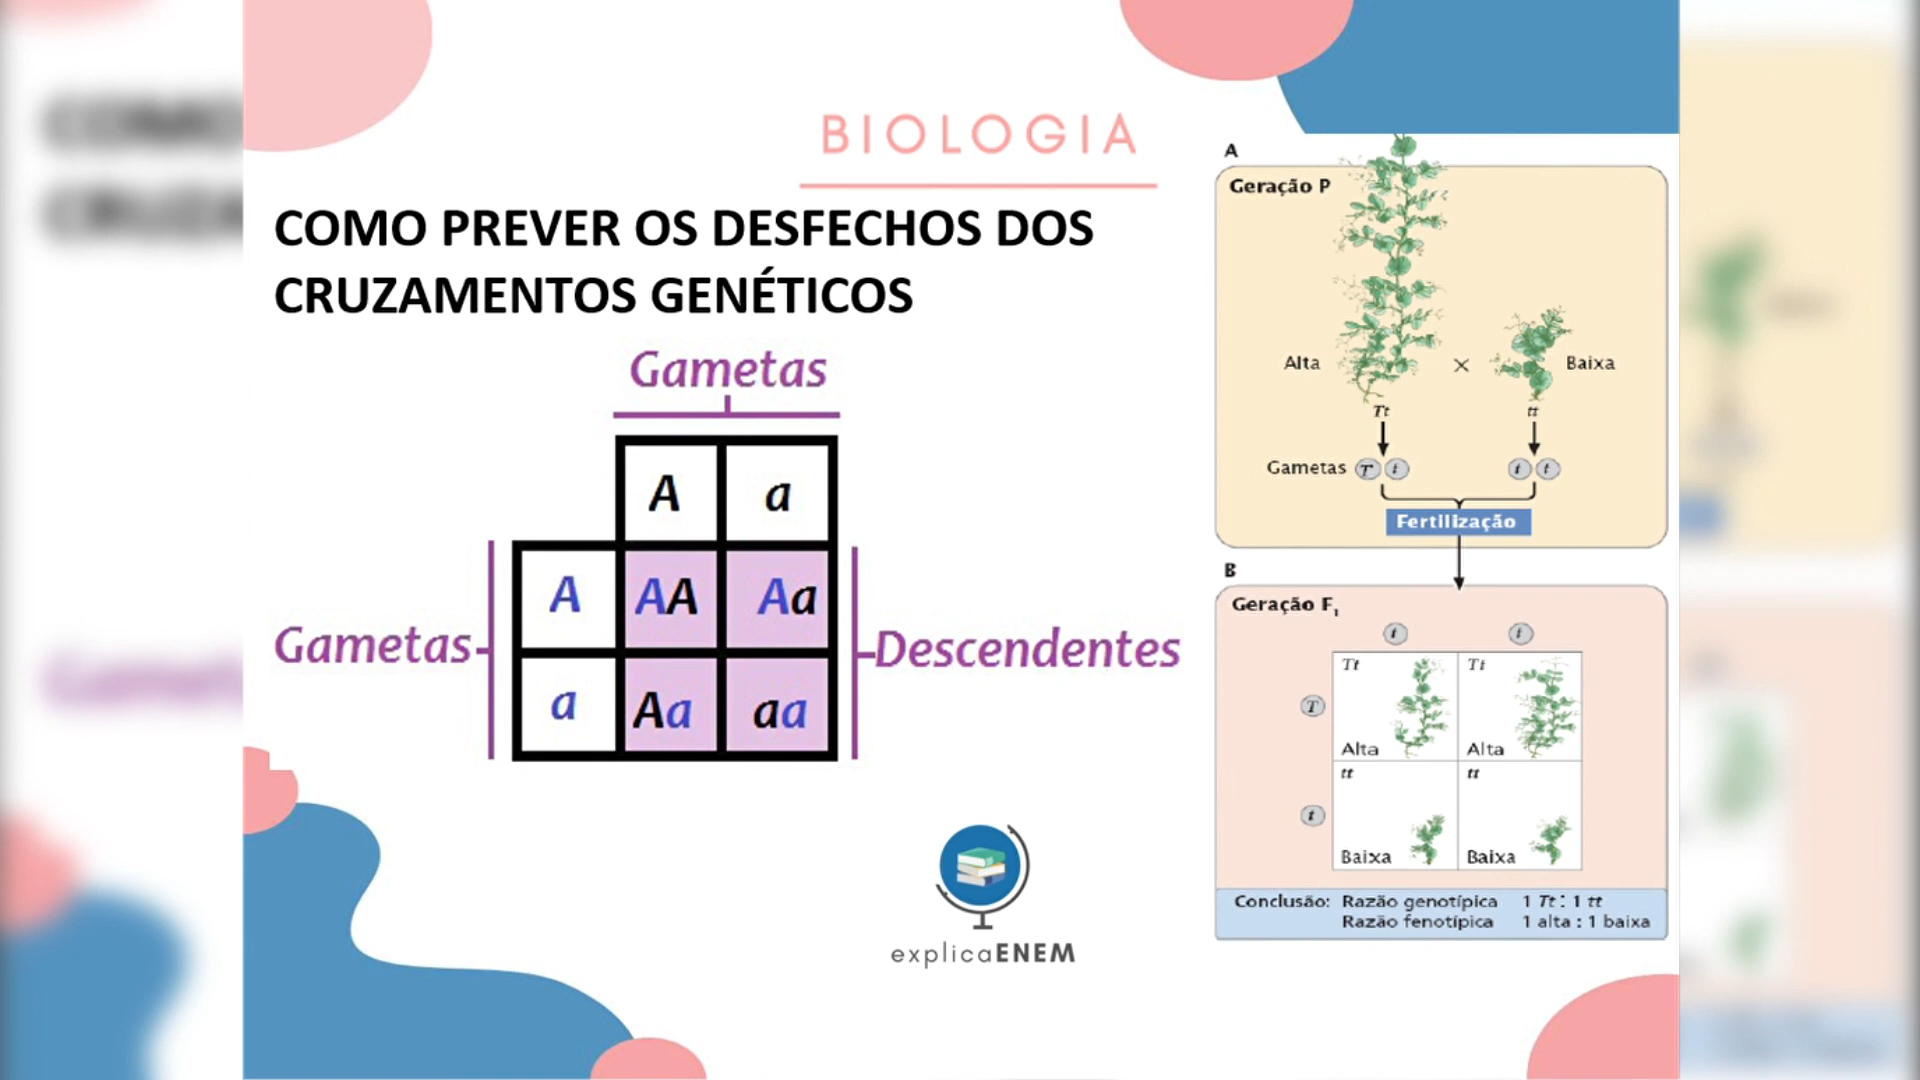 BIOLOGIA
COMO PREVER OS DESFECHOS DOS
CRUZAMENTOS GENÉTICOS
Gametas
A a
A AA Aa
Gametas
Descendentes
a Aa aa
explicaENEM
A
Geração P
Alta × Baixa
Tt tt
Gametas T t t t
Fertilização
B
Geração F₁
t t
Tt Tt
T
Alta Alta
tt tt
t
Baixa Baixa
Conclusão: Razão genotípica 1 Tt : 1 tt
Razão fenotípica 1 alta : 1 baixa